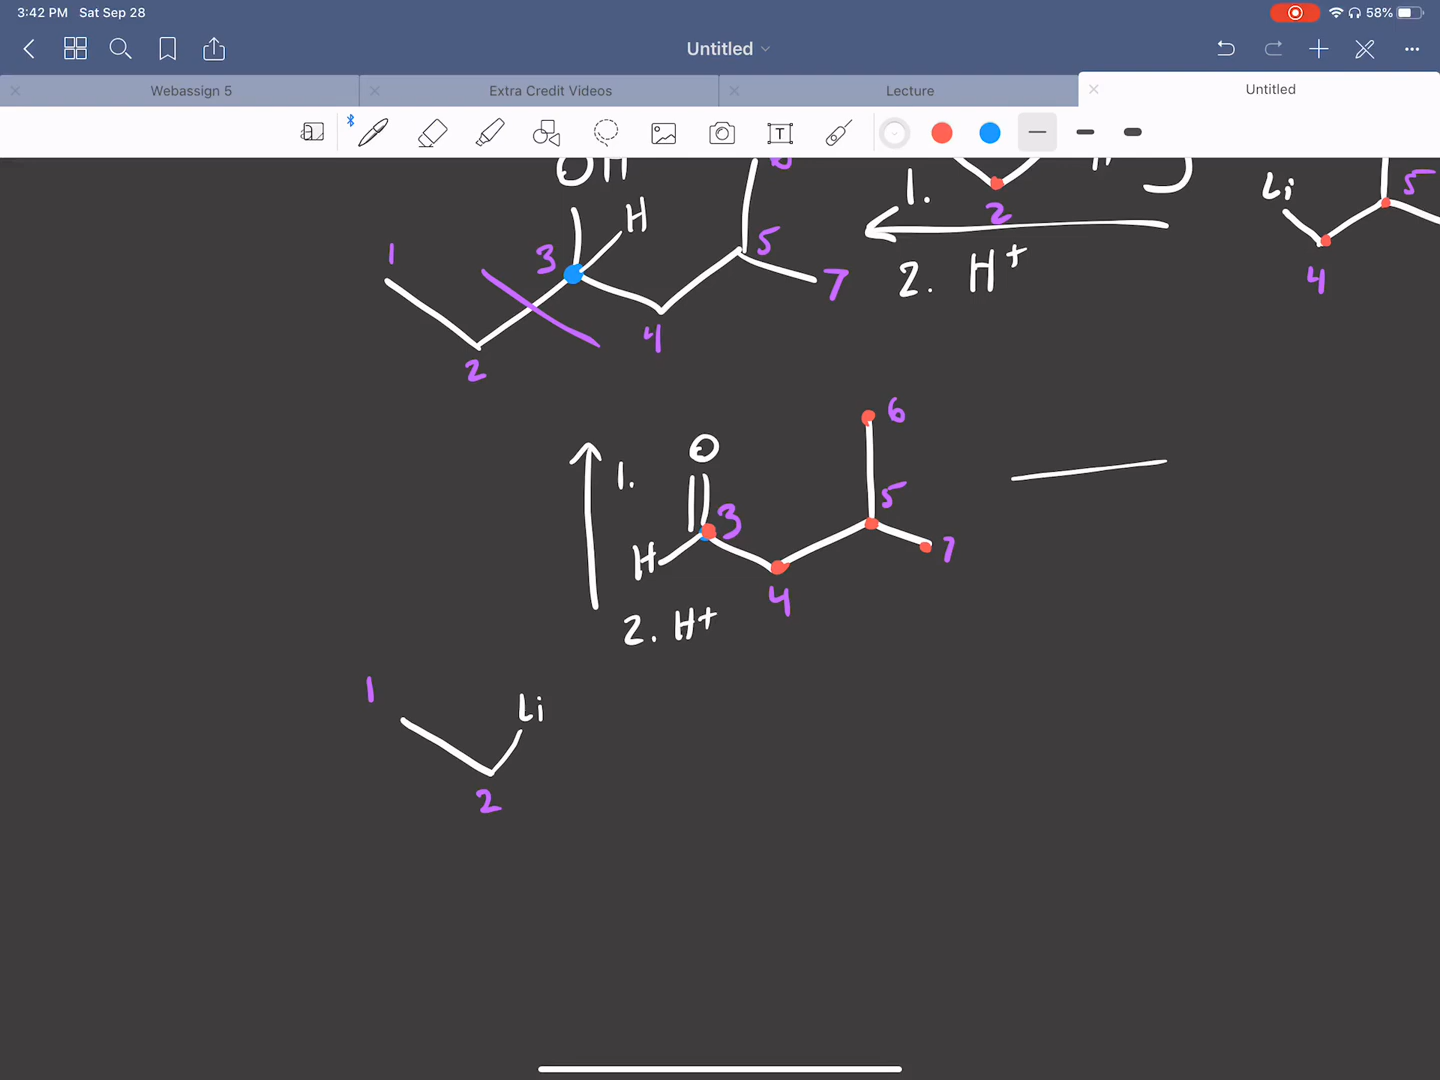 3:42 PM Sat Sep 28
58%
Untitled
Webassign 5
Extra Credit Videos
Lecture
Untitled
T
OH
H
1
2
3
4
5
7
1.
2
2. H+
Li
4
5
1.
O
H
3
4
5
6
7
2. H+
1
2
Li